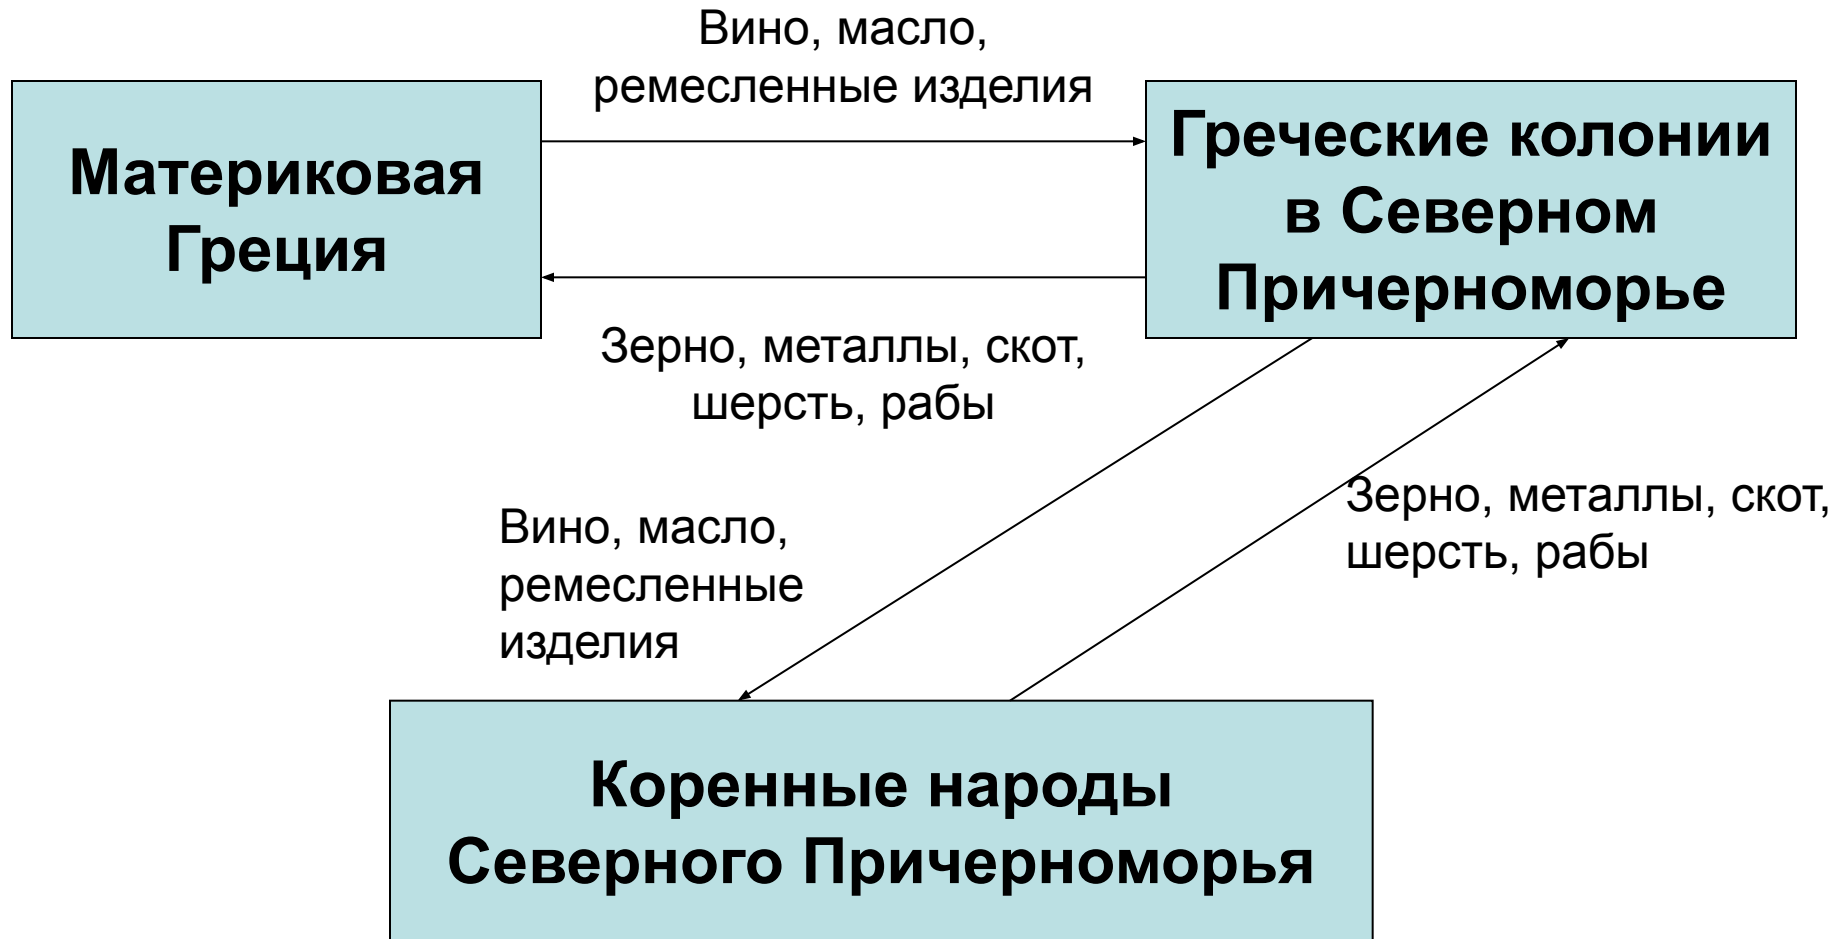 Вино, масло,
ремесленные изделия
Материковая
Греция
Греческие колонии
в Северном
Причерноморье
Зерно, металлы, скот,
шерсть, рабы
Вино, масло,
ремесленные
изделия
Зерно, металлы, скот,
шерсть, рабы
Коренные народы
Северного Причерноморья